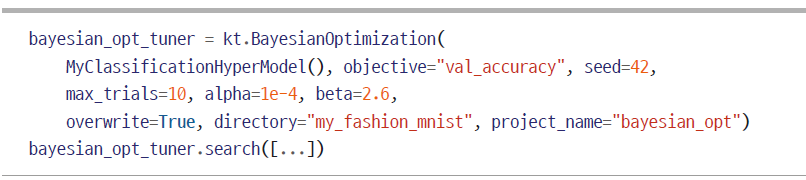 bayesian_opt_tuner = kt.BayesianOptimization(
    MyClassificationHyperModel(), objective="val_accuracy", seed=42,
    max_trials=10, alpha=1e-4, beta=2.6,
    overwrite=True, directory="my_fashion_mnist", project_name="bayesian_opt")
bayesian_opt_tuner.search([...])